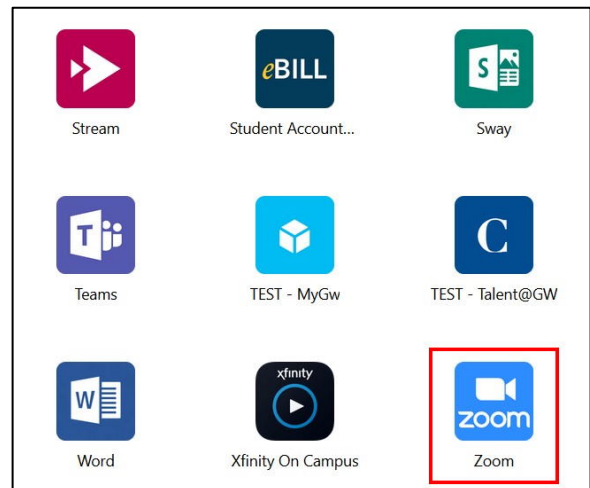 eBILL
S
Stream
Student Account...
Sway
T
C
Teams
TEST - MyGw
TEST - Talent@GW
W
xfinity
zoom
Word
Xfinity On Campus
Zoom